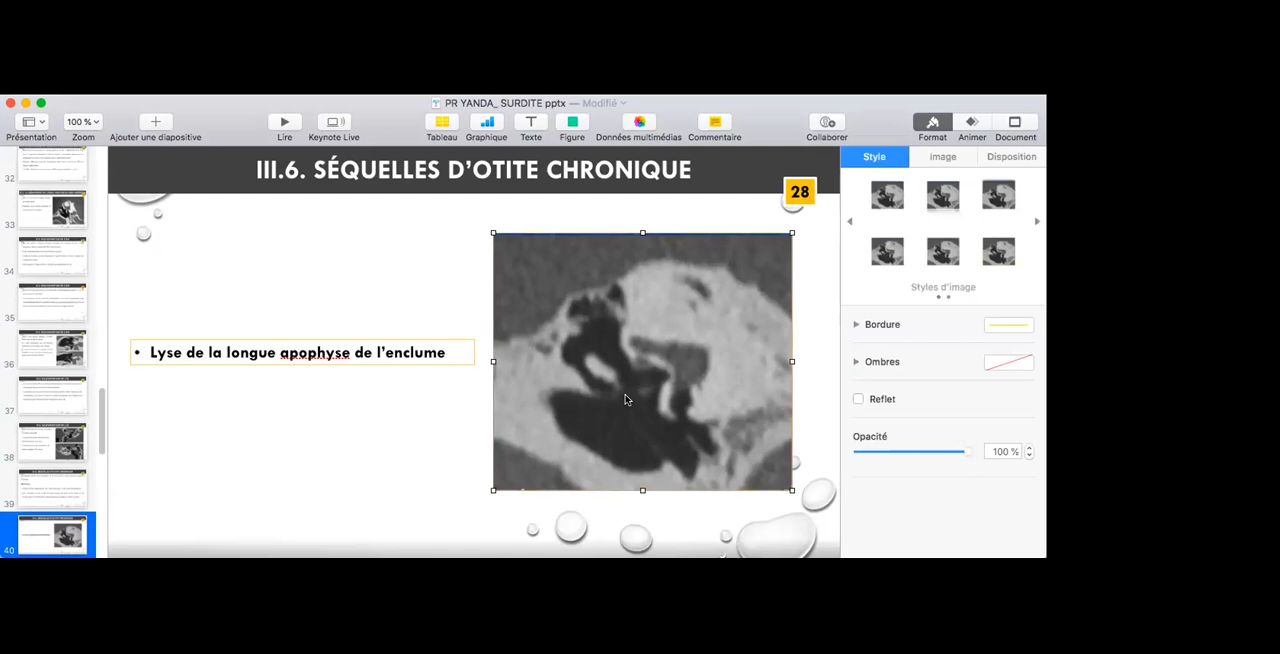 PR YANDA_ SURDITE pptx — Modifié
100 %
Présentation Zoom Ajouter une diapositive Lire Keynote Live Tableau Graphique Texte Figure Données multimédias Commentaire Collaborer Format Animer Document
Style Image Disposition
III.6. SÉQUELLES D’OTITE CHRONIQUE
28
• Lyse de la longue apophyse de l’enclume
32
33
34
35
36
37
38
39
40
Styles d’image
Bordure
Ombres
Reflet
Opacité
100 %